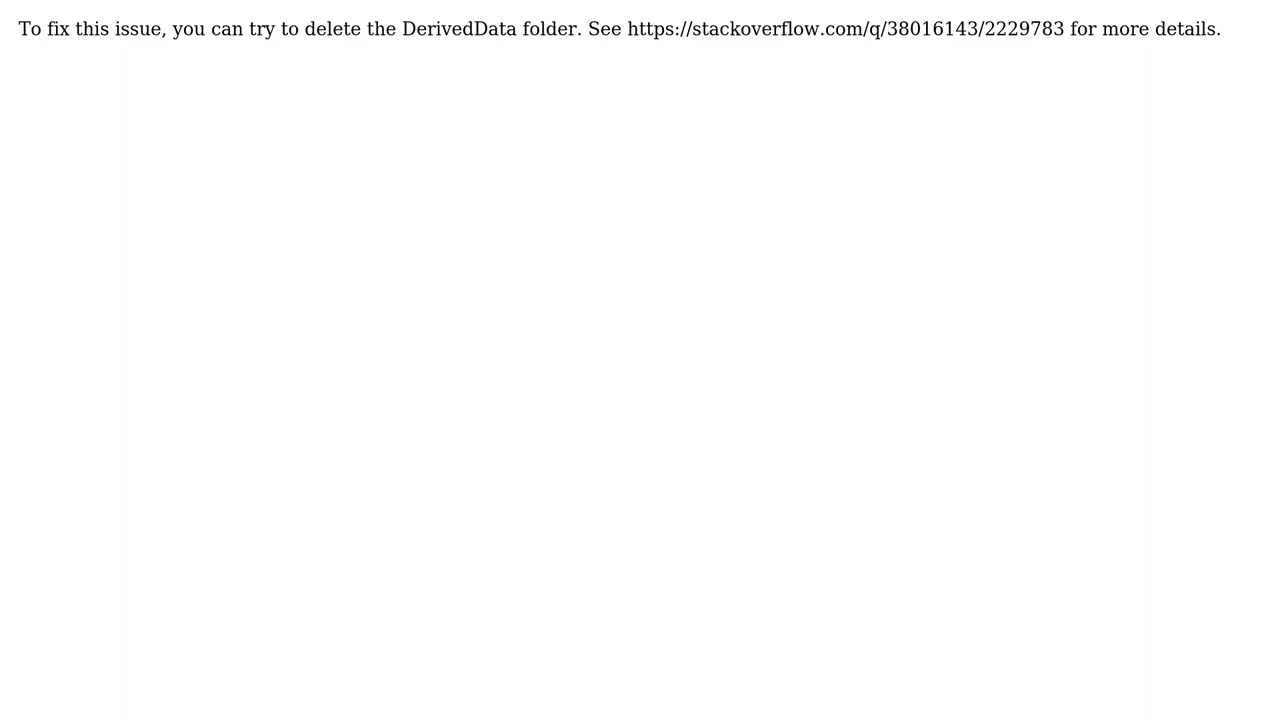 To fix this issue, you can try to delete the DerivedData folder. See https://stackoverflow.com/q/38016143/2229783 for more details.